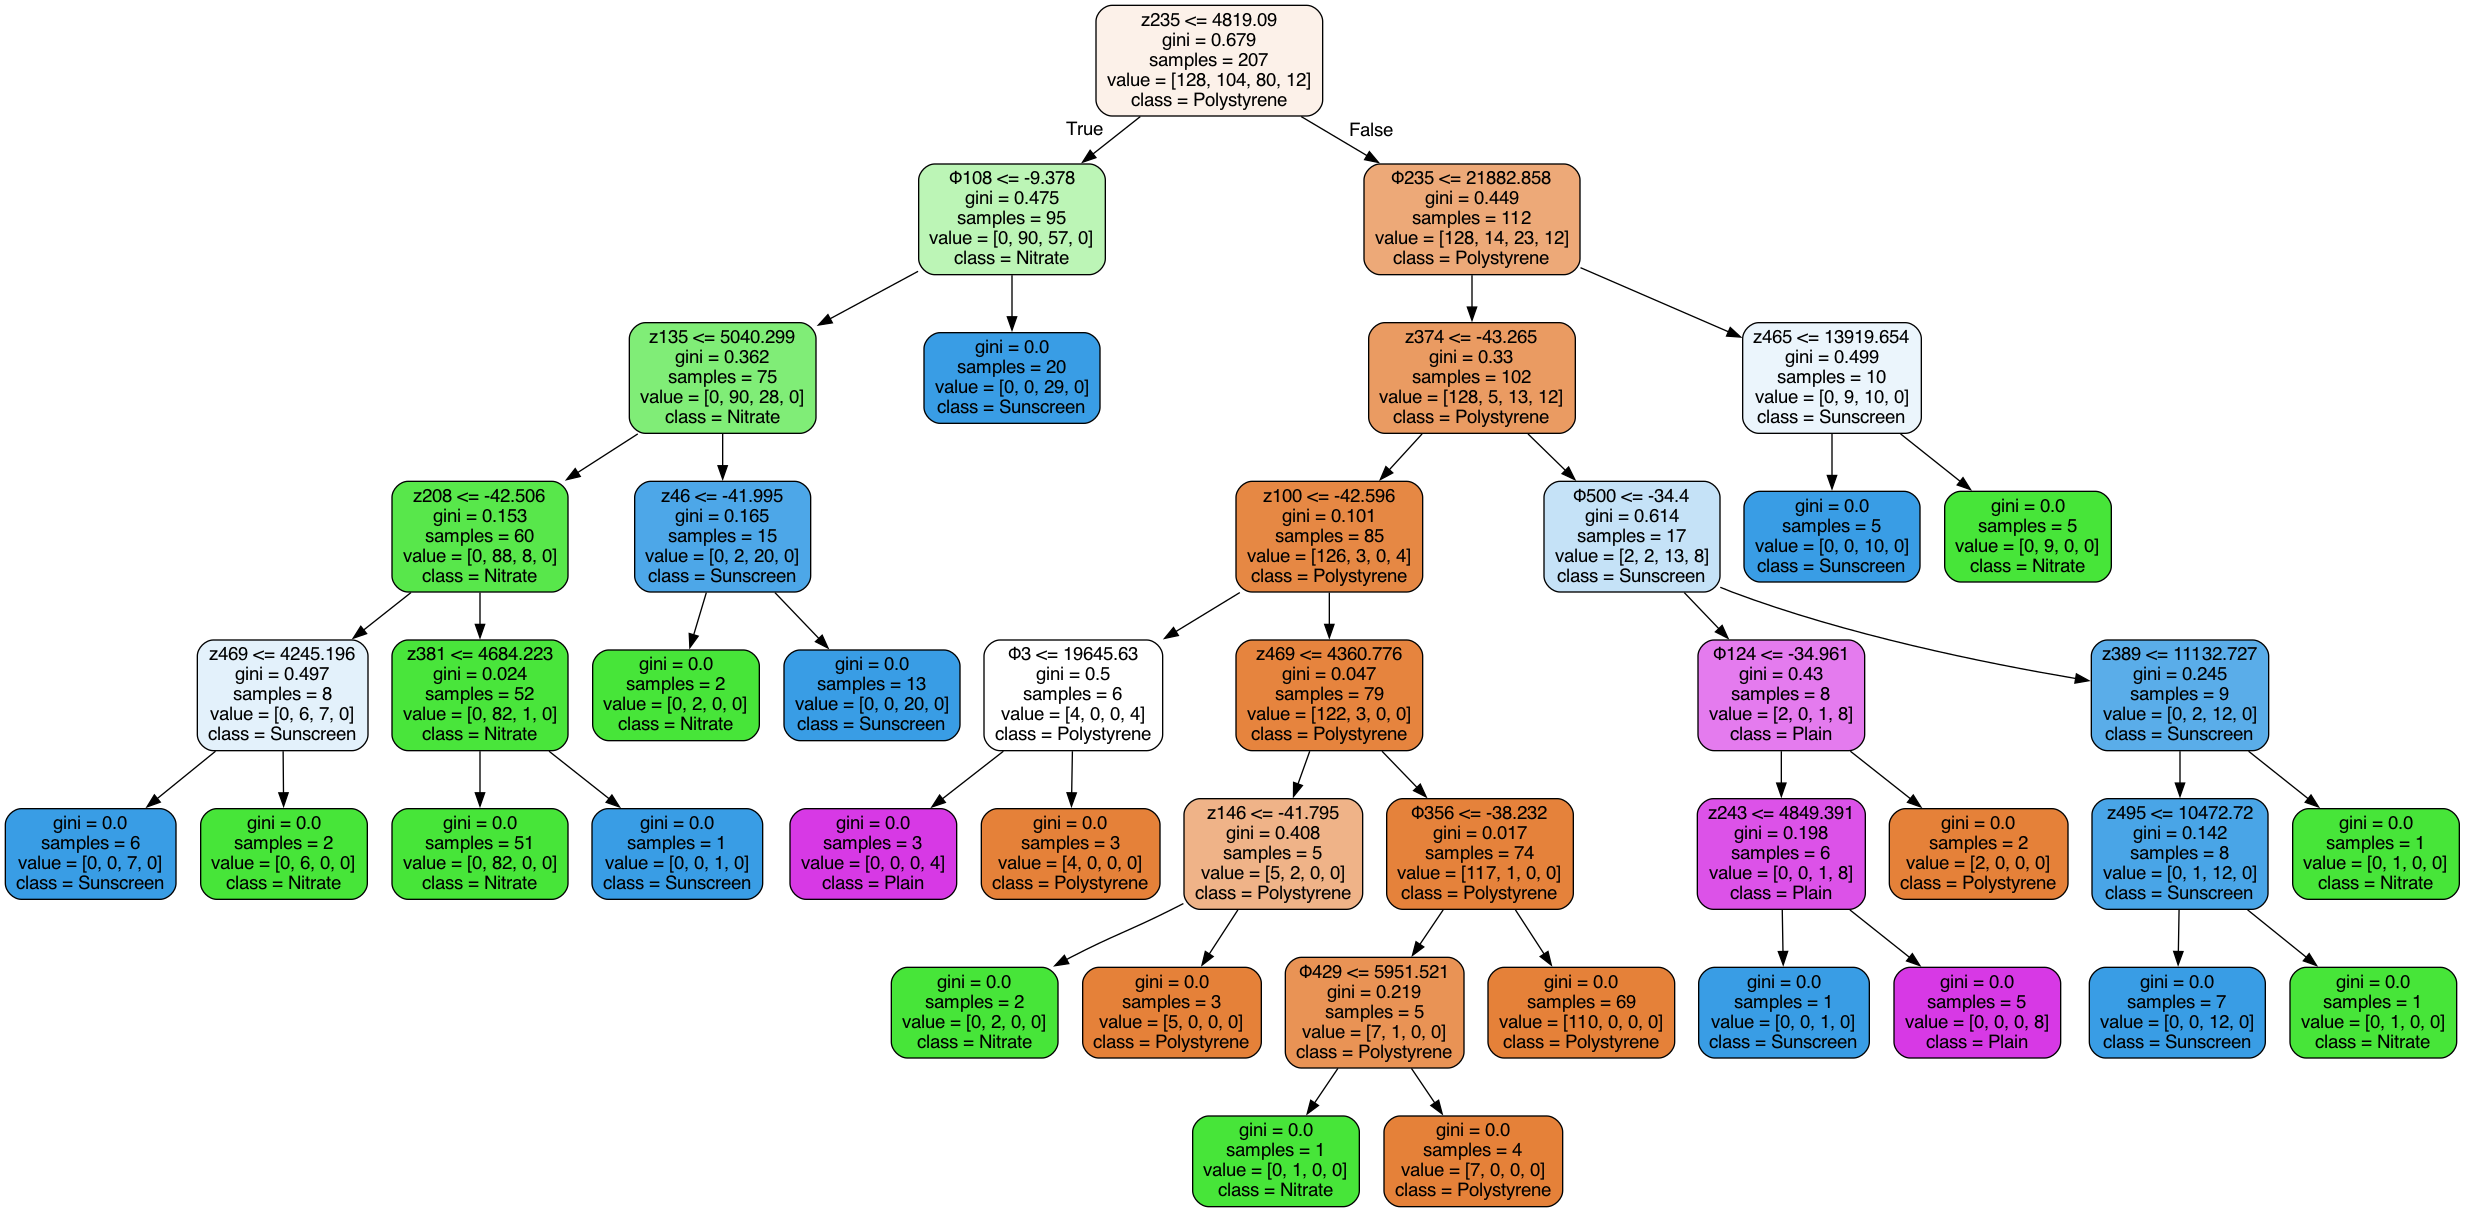 z235 <= 4819.09
gini = 0.679
samples = 207
value = [128, 104, 80, 12]
class = Polystyrene
True
False
Φ108 <= -9.378
gini = 0.475
samples = 95
value = [0, 90, 57, 0]
class = Nitrate
Φ235 <= 21882.858
gini = 0.449
samples = 112
value = [128, 14, 23, 12]
class = Polystyrene
z135 <= 5040.299
gini = 0.362
samples = 75
value = [0, 90, 28, 0]
class = Nitrate
gini = 0.0
samples = 20
value = [0, 0, 29, 0]
class = Sunscreen
z374 <= -43.265
gini = 0.33
samples = 102
value = [128, 5, 13, 12]
class = Polystyrene
z465 <= 13919.654
gini = 0.499
samples = 10
value = [0, 9, 10, 0]
class = Sunscreen
z208 <= -42.506
gini = 0.153
samples = 60
value = [0, 88, 8, 0]
class = Nitrate
z46 <= -41.995
gini = 0.165
samples = 15
value = [0, 2, 20, 0]
class = Sunscreen
z100 <= -42.596
gini = 0.101
samples = 85
value = [126, 3, 0, 4]
class = Polystyrene
Φ500 <= -34.4
gini = 0.614
samples = 17
value = [2, 2, 13, 8]
class = Sunscreen
gini = 0.0
samples = 5
value = [0, 0, 10, 0]
class = Sunscreen
gini = 0.0
samples = 5
value = [0, 9, 0, 0]
class = Nitrate
z469 <= 4245.196
gini = 0.497
samples = 8
value = [0, 6, 7, 0]
class = Sunscreen
z381 <= 4684.223
gini = 0.024
samples = 52
value = [0, 82, 1, 0]
class = Nitrate
gini = 0.0
samples = 2
value = [0, 2, 0, 0]
class = Nitrate
gini = 0.0
samples = 13
value = [0, 0, 20, 0]
class = Sunscreen
Φ3 <= 19645.63
gini = 0.5
samples = 6
value = [4, 0, 0, 4]
class = Polystyrene
z469 <= 4360.776
gini = 0.047
samples = 79
value = [122, 3, 0, 0]
class = Polystyrene
Φ124 <= -34.961
gini = 0.43
samples = 8
value = [2, 0, 1, 8]
class = Plain
z389 <= 11132.727
gini = 0.245
samples = 9
value = [0, 2, 12, 0]
class = Sunscreen
gini = 0.0
samples = 6
value = [0, 0, 7, 0]
class = Sunscreen
gini = 0.0
samples = 2
value = [0, 6, 0, 0]
class = Nitrate
gini = 0.0
samples = 51
value = [0, 82, 0, 0]
class = Nitrate
gini = 0.0
samples = 1
value = [0, 0, 1, 0]
class = Sunscreen
gini = 0.0
samples = 3
value = [0, 0, 0, 4]
class = Plain
gini = 0.0
samples = 3
value = [4, 0, 0, 0]
class = Polystyrene
z146 <= -41.795
gini = 0.408
samples = 5
value = [5, 2, 0, 0]
class = Polystyrene
Φ356 <= -38.232
gini = 0.017
samples = 74
value = [117, 1, 0, 0]
class = Polystyrene
z243 <= 4849.391
gini = 0.198
samples = 6
value = [0, 0, 1, 8]
class = Plain
gini = 0.0
samples = 2
value = [2, 0, 0, 0]
class = Polystyrene
z495 <= 10472.72
gini = 0.142
samples = 8
value = [0, 1, 12, 0]
class = Sunscreen
gini = 0.0
samples = 1
value = [0, 1, 0, 0]
class = Nitrate
gini = 0.0
samples = 2
value = [0, 2, 0, 0]
class = Nitrate
gini = 0.0
samples = 3
value = [5, 0, 0, 0]
class = Polystyrene
Φ429 <= 5951.521
gini = 0.219
samples = 5
value = [7, 1, 0, 0]
class = Polystyrene
gini = 0.0
samples = 69
value = [110, 0, 0, 0]
class = Polystyrene
gini = 0.0
samples = 1
value = [0, 0, 1, 0]
class = Sunscreen
gini = 0.0
samples = 5
value = [0, 0, 0, 8]
class = Plain
gini = 0.0
samples = 7
value = [0, 0, 12, 0]
class = Sunscreen
gini = 0.0
samples = 1
value = [0, 1, 0, 0]
class = Nitrate
gini = 0.0
samples = 1
value = [0, 1, 0, 0]
class = Nitrate
gini = 0.0
samples = 4
value = [7, 0, 0, 0]
class = Polystyrene